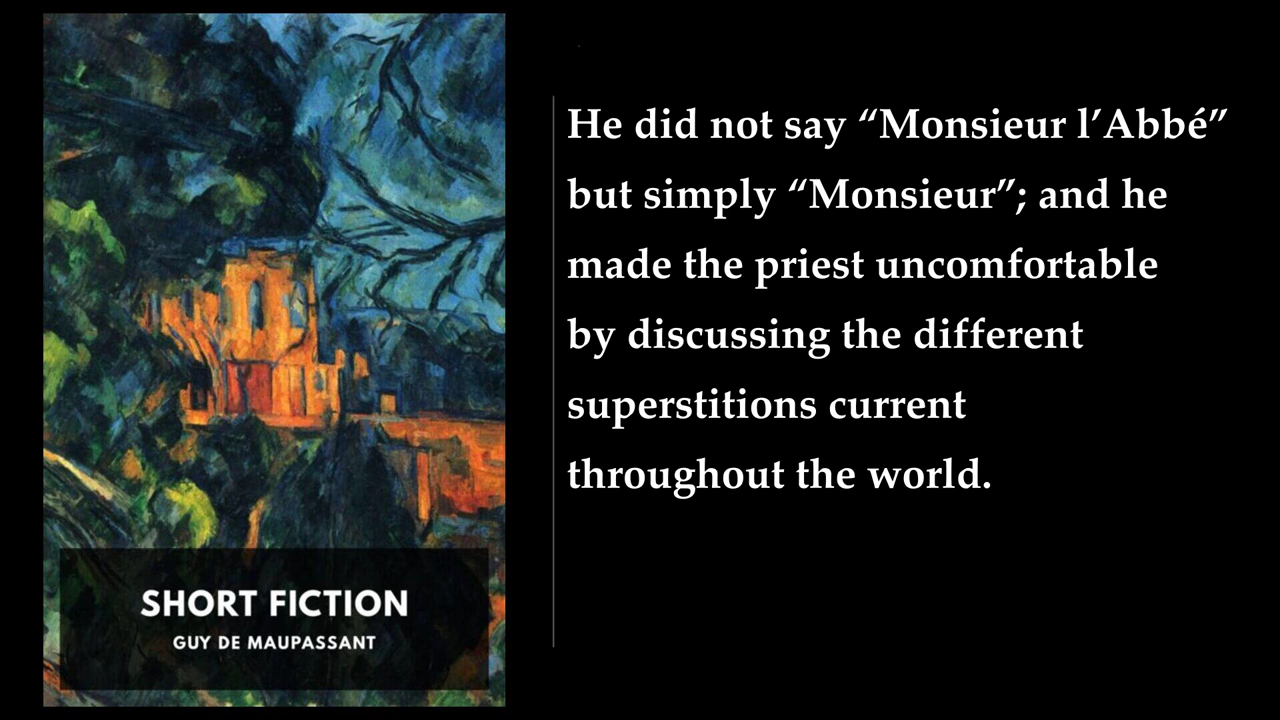 He did not say “Monsieur l’Abbé”
but simply “Monsieur”; and he
made the priest uncomfortable
by discussing the different
superstitions current
throughout the world.
SHORT FICTION
GUY DE MAUPASSANT